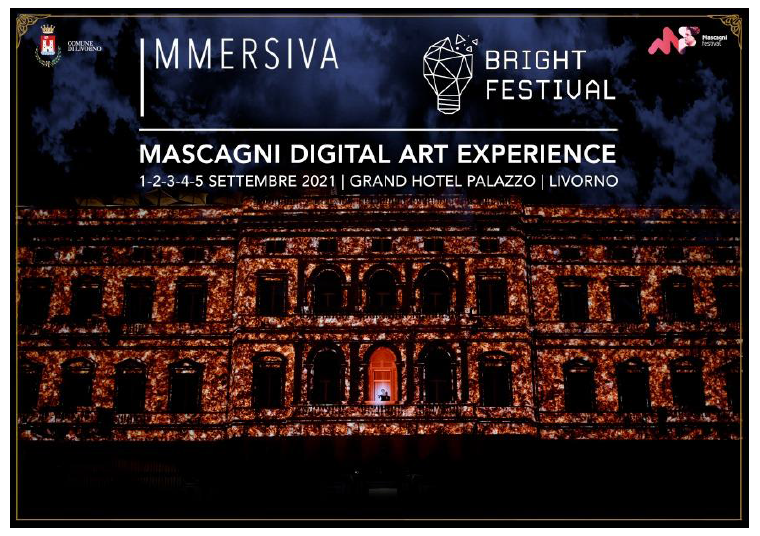 COMUNE
DI LIVORNO
IMMERSIVA
BRIGHT
FESTIVAL
Mascagni
festival
MASCAGNI DIGITAL ART EXPERIENCE
1-2-3-4-5 SETTEMBRE 2021 | GRAND HOTEL PALAZZO | LIVORNO